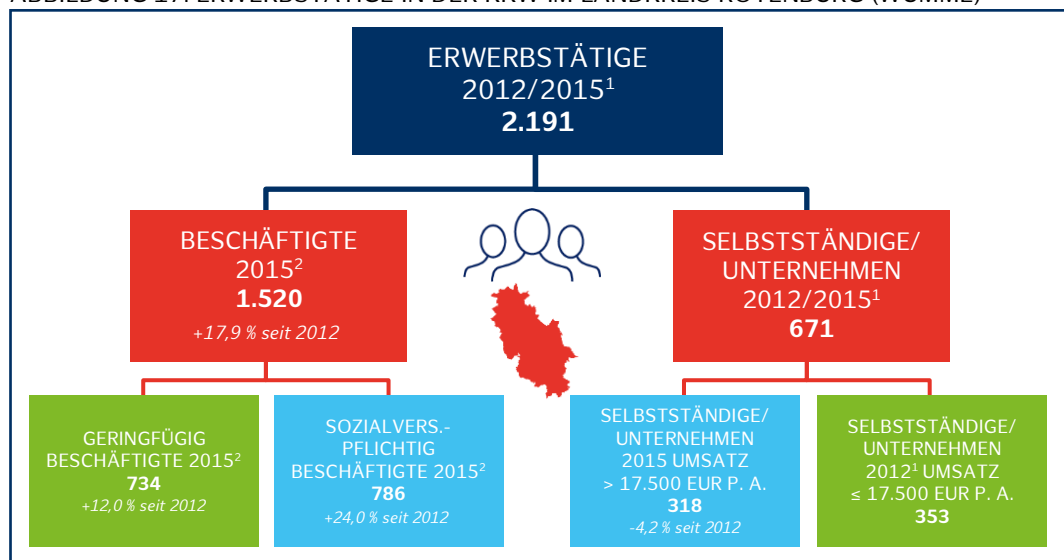 ERWERBSTÄTIGE
2012/2015¹
2.191
BESCHÄFTIGTE
2015²
1.520
+17,9 % seit 2012
SELBSTSTÄNDIGE/
UNTERNEHMEN
2012/2015¹
671
GERINGFÜGIG
BESCHÄFTIGTE 2015²
734
+12,0 % seit 2012
SOZIALVERS.-
PFLICHTIG
BESCHÄFTIGTE 2015²
786
+24,0 % seit 2012
SELBSTSTÄNDIGE/
UNTERNEHMEN
2015 UMSATZ
> 17.500 EUR P. A.
318
-4,2 % seit 2012
SELBSTSTÄNDIGE/
UNTERNEHMEN
2012¹ UMSATZ
≤ 17.500 EUR P. A.
353